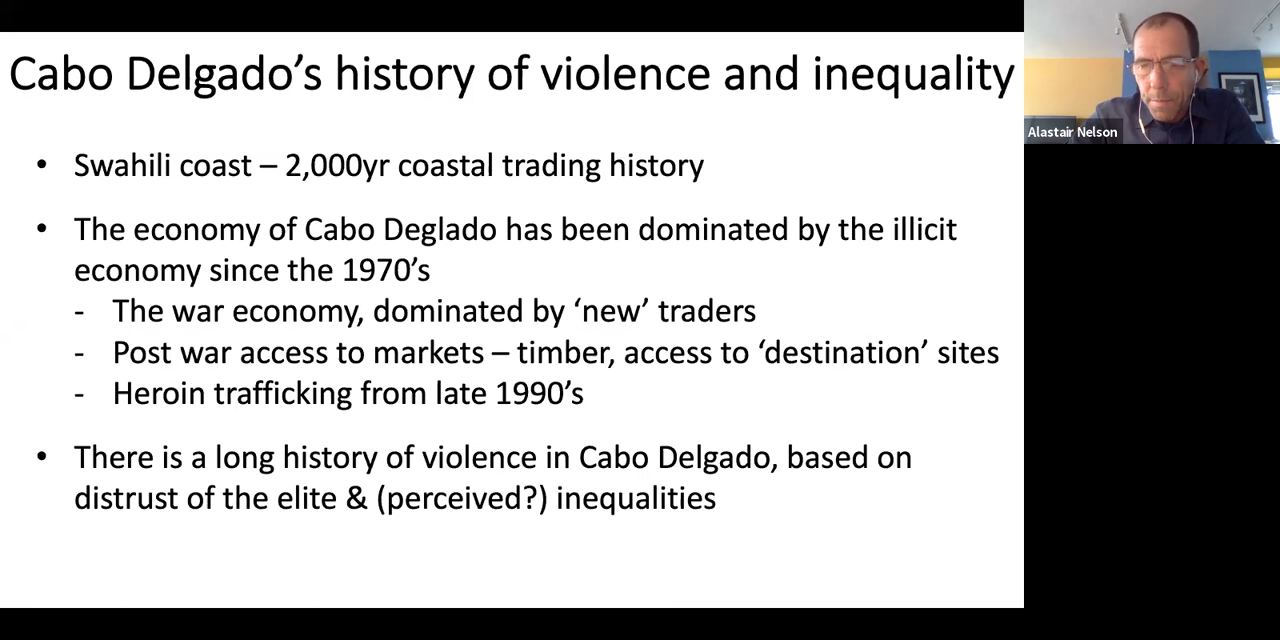 Cabo Delgado’s history of violence and inequality
• Swahili coast – 2,000yr coastal trading history
• The economy of Cabo Deglado has been dominated by the illicit
economy since the 1970’s
- The war economy, dominated by ‘new’ traders
- Post war access to markets – timber, access to ‘destination’ sites
- Heroin trafficking from late 1990’s
• There is a long history of violence in Cabo Delgado, based on
distrust of the elite & (perceived?) inequalities
Alastair Nelson